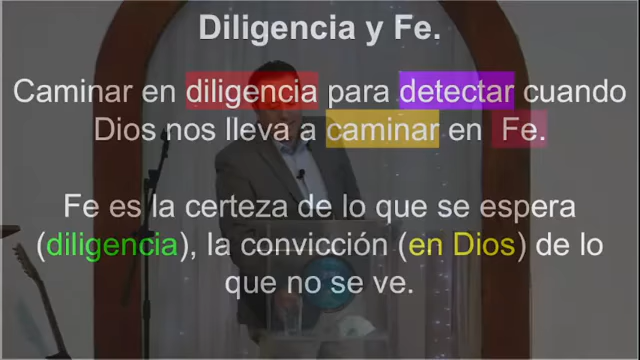 Diligencia y Fe.
Caminar en diligencia para detectar cuando
Dios nos lleva a caminar en Fe.
Fe es la certeza de lo que se espera
(diligencia), la convicción (en Dios) de lo
que no se ve.